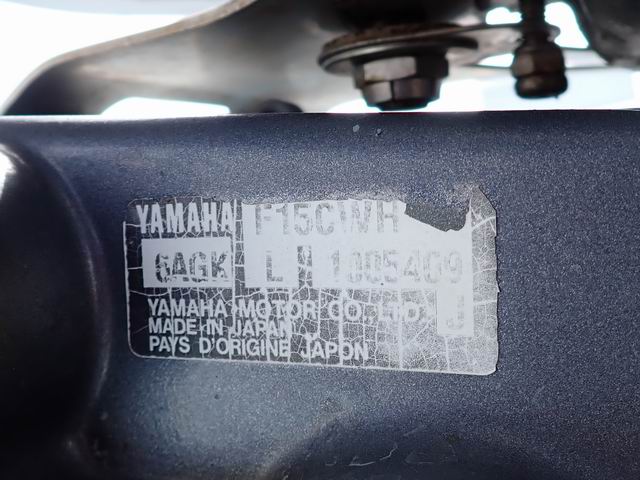 YAMAHA F15CWH
6AGK L 1005409
YAMAHA MOTOR CO., LTD. J
MADE IN JAPAN
PAYS D'ORIGINE JAPON